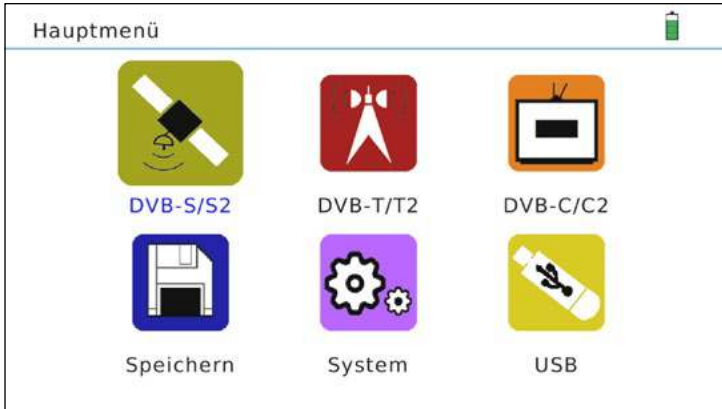 Hauptmenü
DVB-S/S2 DVB-T/T2 DVB-C/C2
Speichern System USB